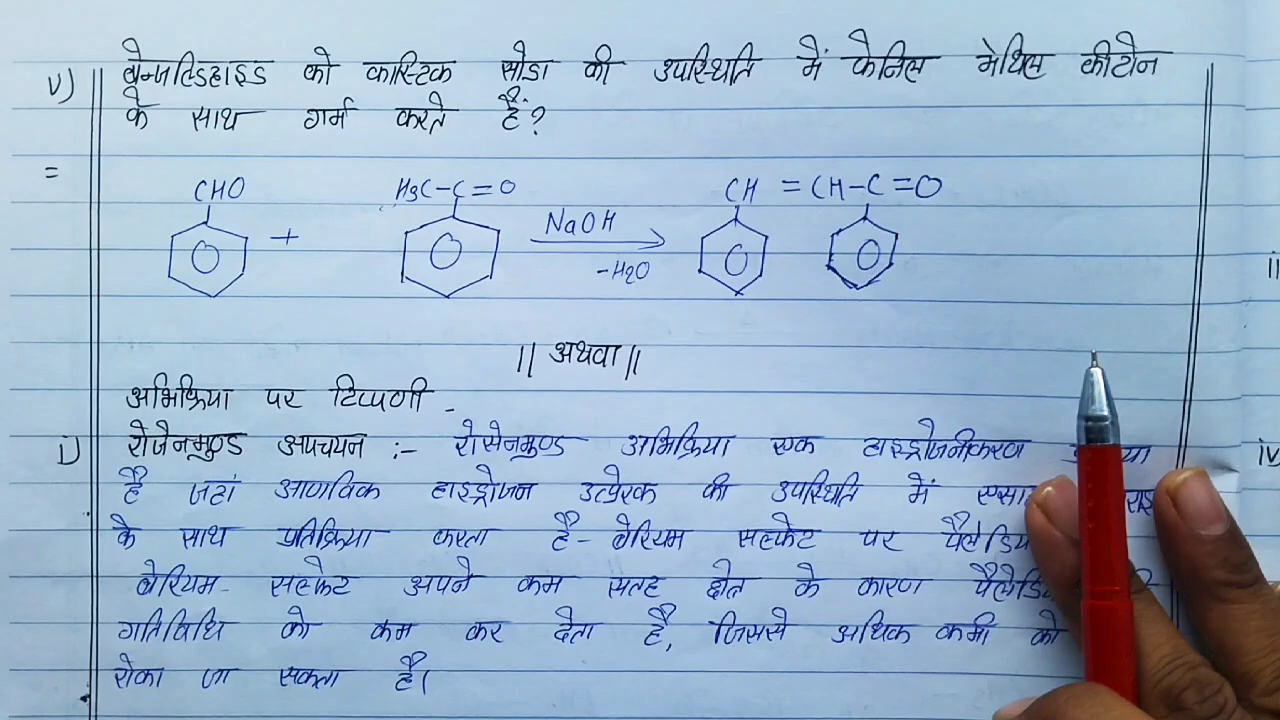 v) बेन्जल्डिहाइड को कास्टिक सोडा की उपस्थिति में फेनिल मेथिल कीटोन
के साथ गर्म करते हैं?
=
CHO + H3C-C=O NaOH -H2O CH=CH-C=O
|| अथवा ||
अभिक्रिया पर टिप्पणी -
i) रोजेनमुण्ड अपचयन :- रोसेनमुण्ड अभिक्रिया एक हाइड्रोजनीकरण
है जहां आणविक हाइड्रोजन उत्प्रेरक की उपस्थिति में
के साथ प्रतिक्रिया करता है - बेरियम सल्फेट पर
बेरियम- सल्फेट अपने कम सतह क्षेत्र के कारण
गतिविधि को कम कर देता है, जिससे अधिक कमी को
रोका जा सकता है।
ii
iv